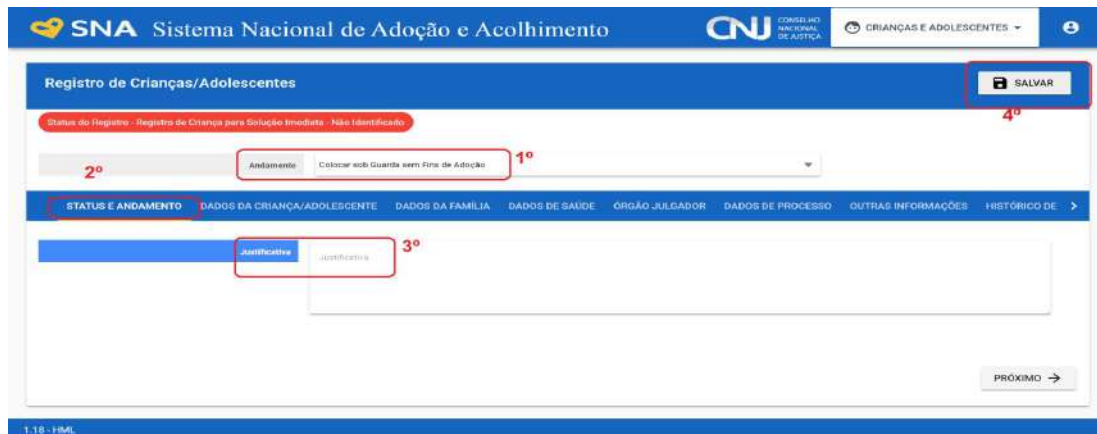 SNA Sistema Nacional de Adoção e Acolhimento
CNJ CONSELHO NACIONAL DE JUSTIÇA
CRIANÇAS E ADOLESCENTES
Registro de Crianças/Adolescentes
SALVAR
4º
Status do Registro - Registro de Criança para Solução Imediata - Não Identificado
Andamento Colocar sob Guarda sem Fins de Adoção
1º
2º
STATUS E ANDAMENTO DADOS DA CRIANÇA/ADOLESCENTE DADOS DA FAMÍLIA DADOS DE SAÚDE ÓRGÃO JULGADOR DADOS DE PROCESSO OUTRAS INFORMAÇÕES HISTÓRICO DE
Justificativa Justificativa
3º
PRÓXIMO
1.18 - HML